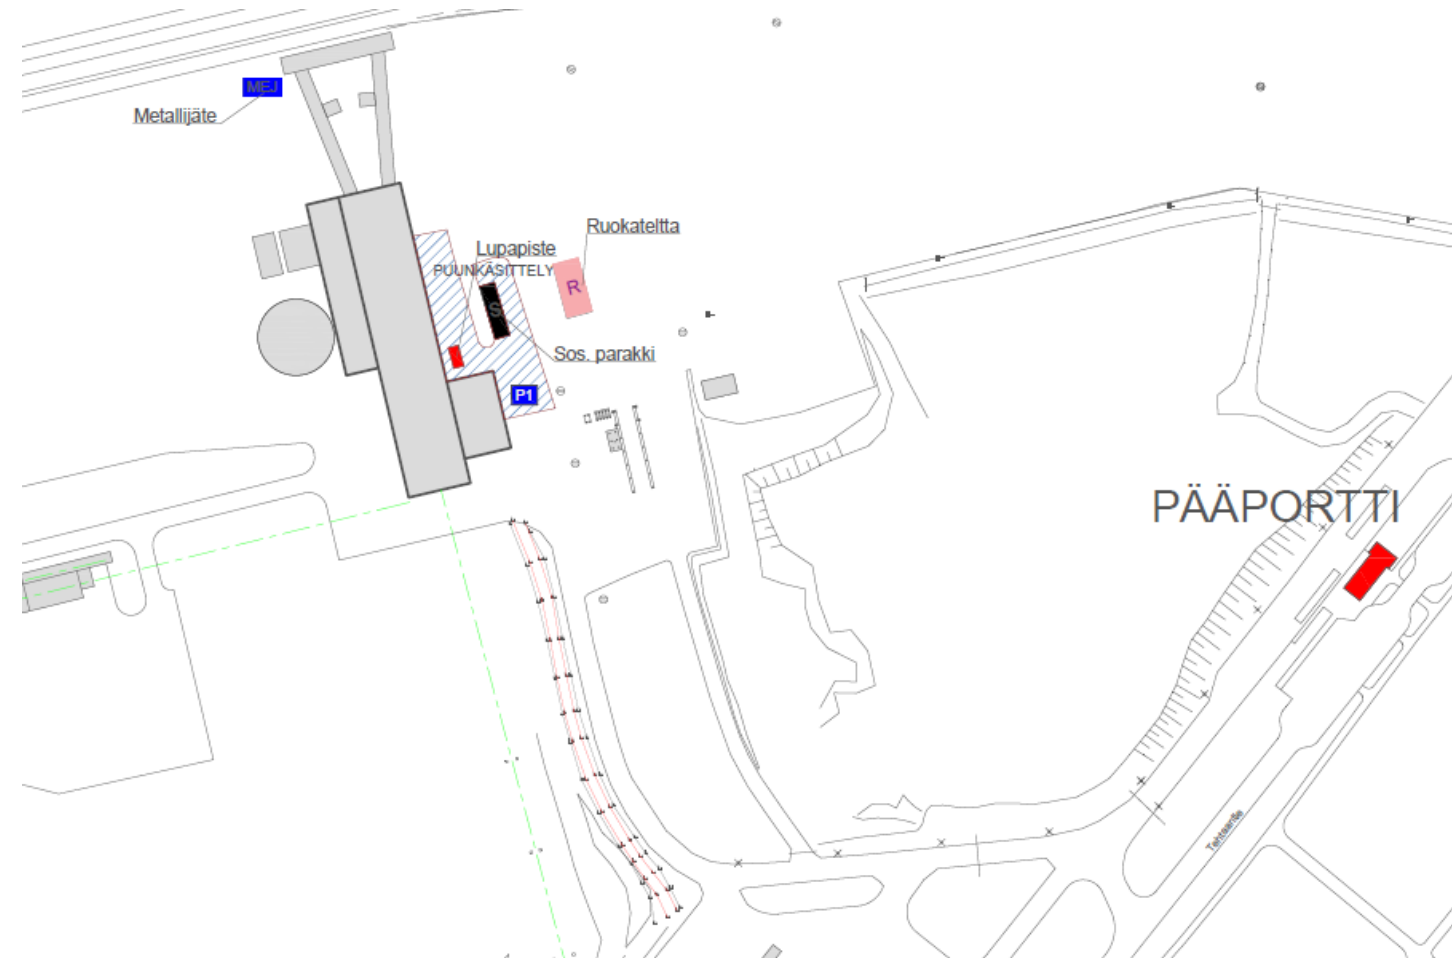 MEJ
Metallijäte
Ruokateltta
Lupapiste
PUUNKÄSITTELY
R
S
Sos. parakki
P1
PÄÄPORTTI
Tehtaantie